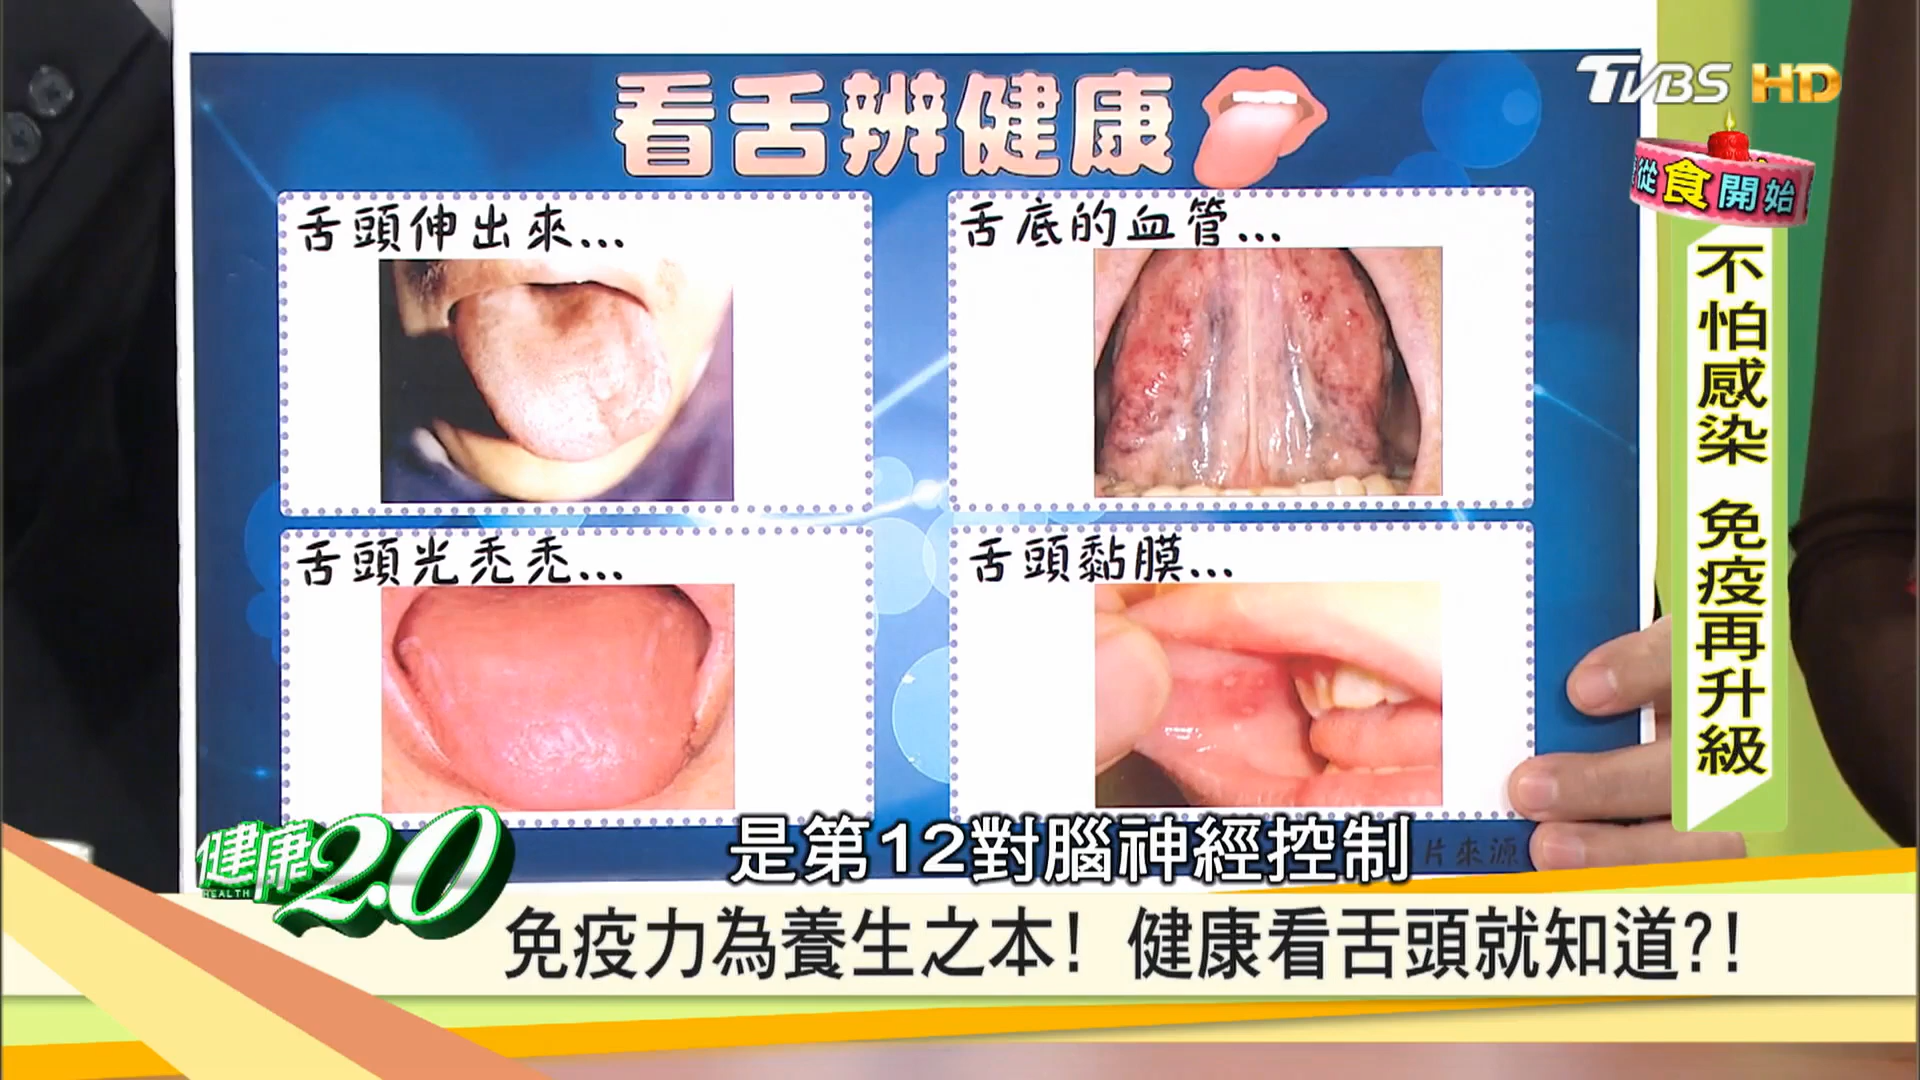 看舌辨健康
TVBS HD
從食開始
舌頭伸出來...
舌底的血管...
舌頭光禿禿...
舌頭黏膜...
不怕感染 免疫再升級
片來源
是第12對腦神經控制
健康2.0
HEALTH
免疫力為養生之本! 健康看舌頭就知道?!